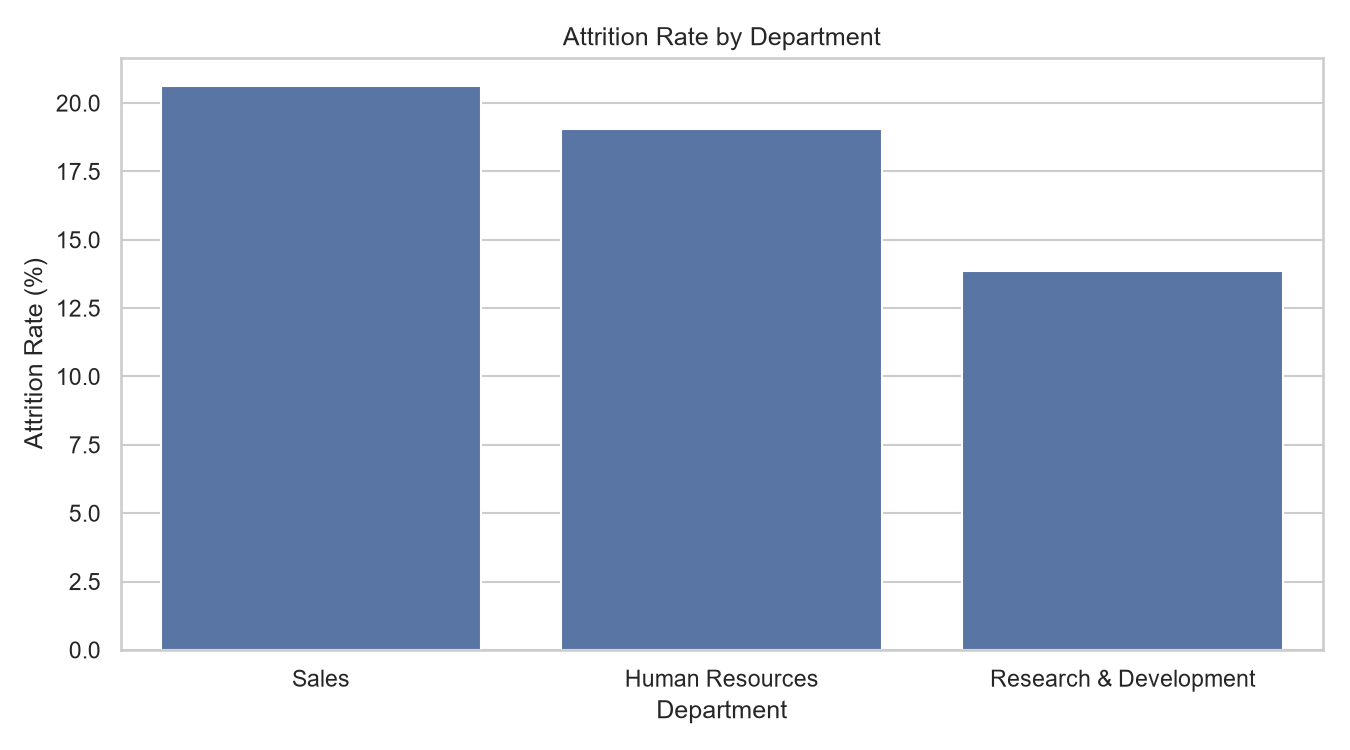 Attrition Rate by Department
Attrition Rate (%)
20.0
17.5
15.0
12.5
10.0
7.5
5.0
2.5
0.0
Sales
Human Resources
Research & Development
Department